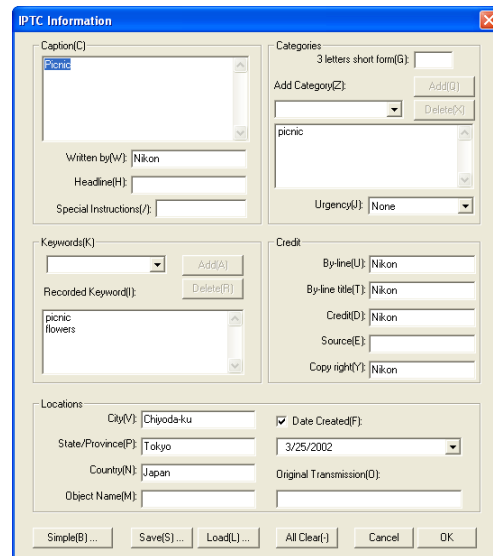 IPTC Information
Caption(C)
Picnic
Written by(W): Nikon
Headline(H):
Special Instructions(/):
Categories
3 letters short form(G):
Add Category(Z):
Add(Q)
Delete(X)
picnic
Urgency(J): None
Keywords(K)
Add(A)
Recorded Keyword(I):
Delete(R)
picnic
flowers
Credit
By-line(U): Nikon
By-line title(T): Nikon
Credit(D): Nikon
Source(E):
Copy right(Y): Nikon
Locations
City(V): Chiyoda-ku
State/Province(P): Tokyo
Country(N): Japan
Object Name(M):
Date Created(F):
3/25/2002
Original Transmission(O):
Simple(B) ... Save(S) ... Load(L) ... All Clear(-) Cancel OK